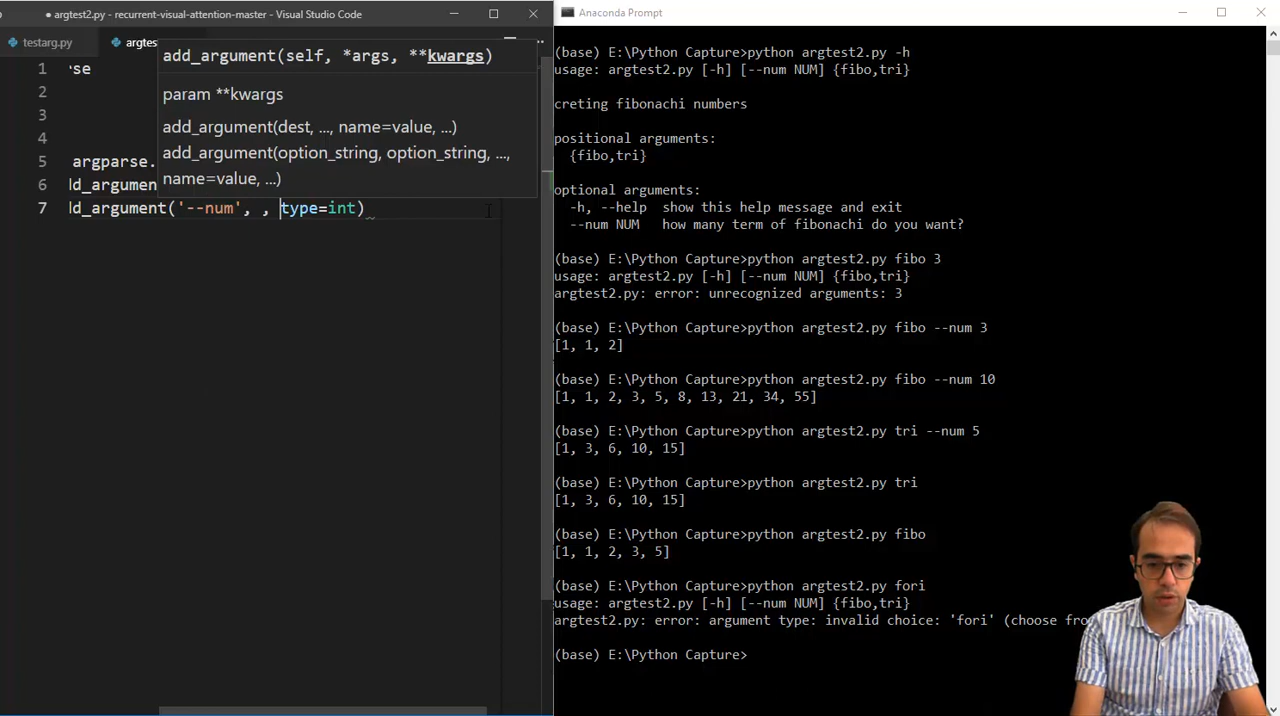 argtest2.py - recurrent-visual-attention-master - Visual Studio Code
testarg.py
argtes
add_argument(self, *args, **kwargs)
param **kwargs
add_argument(dest, ..., name=value, ...)
add_argument(option_string, option_string, ...,
name=value, ...)
1 'se
2
3
4
5 argparse.
6 ld_argument
7 ld_argument('--num', , type=int)
Anaconda Prompt
(base) E:\Python Capture>python argtest2.py -h
usage: argtest2.py [-h] [--num NUM] {fibo,tri}
creting fibonachi numbers
positional arguments:
{fibo,tri}
optional arguments:
-h, --help show this help message and exit
--num NUM how many term of fibonachi do you want?
(base) E:\Python Capture>python argtest2.py fibo 3
usage: argtest2.py [-h] [--num NUM] {fibo,tri}
argtest2.py: error: unrecognized arguments: 3
(base) E:\Python Capture>python argtest2.py fibo --num 3
[1, 1, 2]
(base) E:\Python Capture>python argtest2.py fibo --num 10
[1, 1, 2, 3, 5, 8, 13, 21, 34, 55]
(base) E:\Python Capture>python argtest2.py tri --num 5
[1, 3, 6, 10, 15]
(base) E:\Python Capture>python argtest2.py tri
[1, 3, 6, 10, 15]
(base) E:\Python Capture>python argtest2.py fibo
[1, 1, 2, 3, 5]
(base) E:\Python Capture>python argtest2.py fori
usage: argtest2.py [-h] [--num NUM] {fibo,tri}
argtest2.py: error: argument type: invalid choice: 'fori' (choose fro
(base) E:\Python Capture>